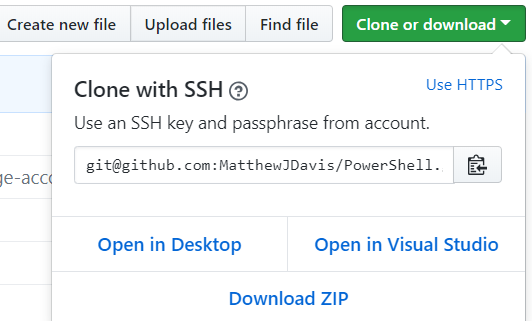 Create new file Upload files Find file Clone or download
Clone with SSH Use HTTPS
Use an SSH key and passphrase from account.
ge-acco
git@github.com:MatthewJDavis/PowerShell.
Open in Desktop Open in Visual Studio
Download ZIP